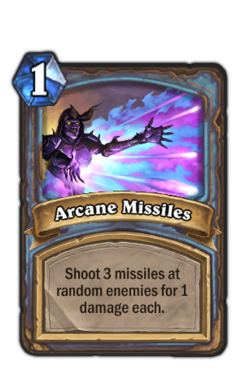 1
Arcane Missiles
Shoot 3 missiles at
random enemies for 1
damage each.